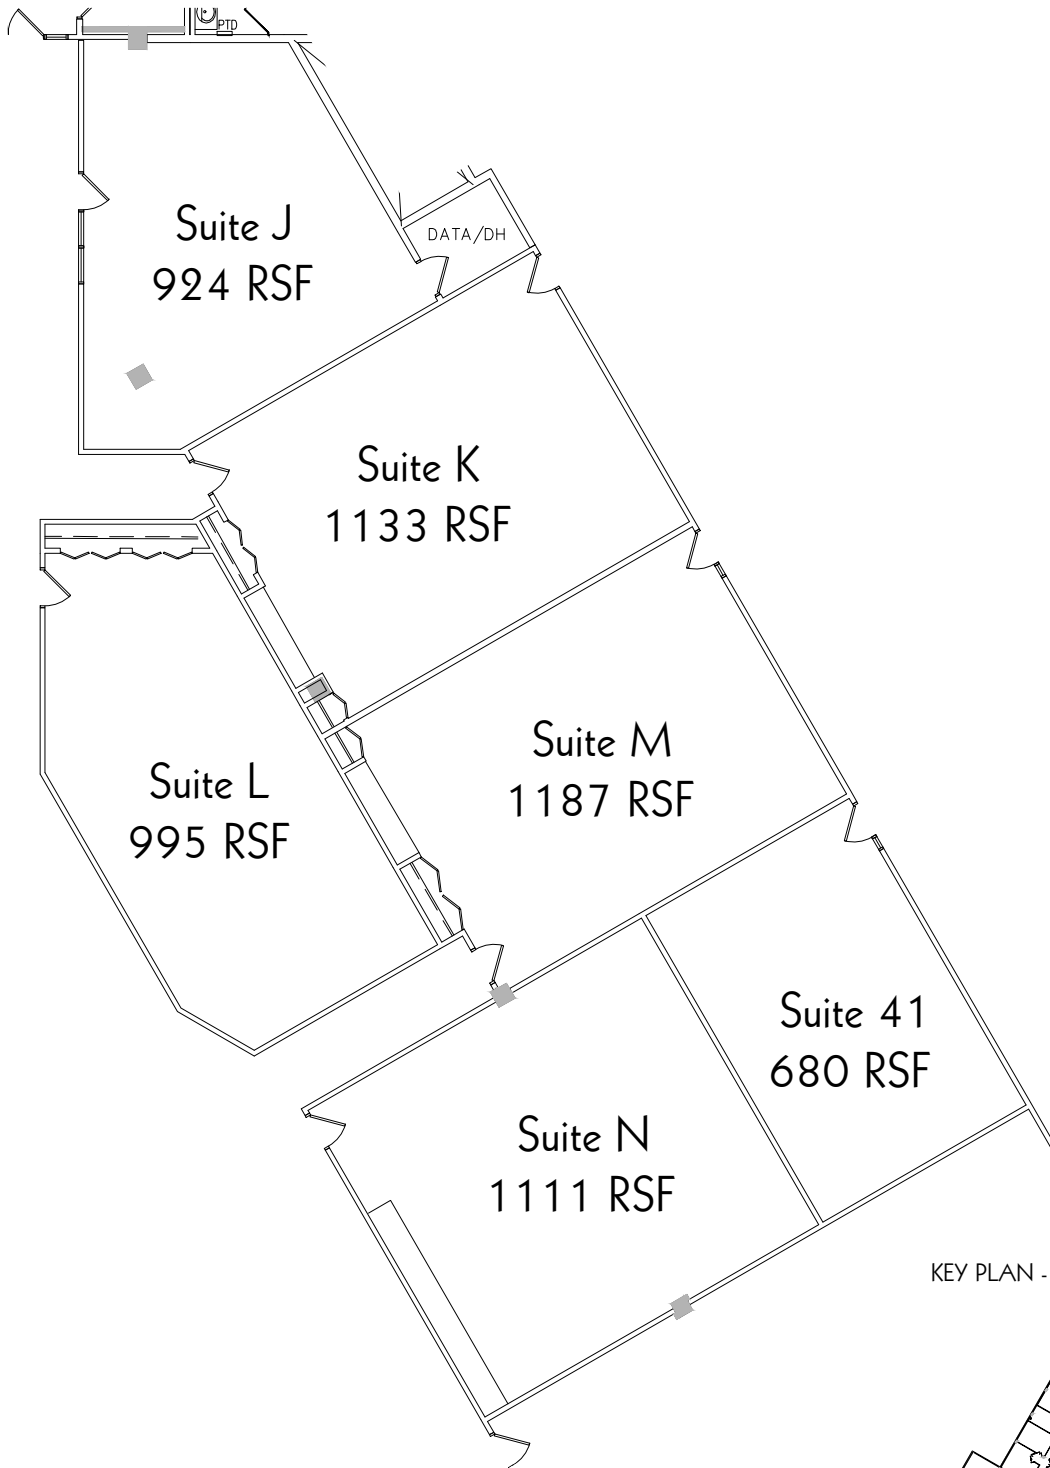 PTD
Suite J
924 RSF
DATA/DH
Suite K
1133 RSF
Suite M
1187 RSF
Suite L
995 RSF
Suite 41
680 RSF
Suite N
1111 RSF
KEY PLAN -